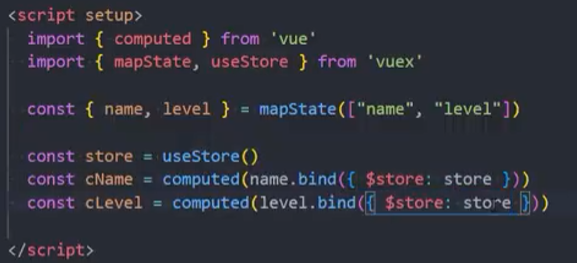 <script setup>
import { computed } from 'vue'
import { mapState, useStore } from 'vuex'
const { name, level } = mapState(["name", "level"])
const store = useStore()
const cName = computed(name.bind({ $store: store }))
const cLevel = computed(level.bind({ $store: store }))
</script>